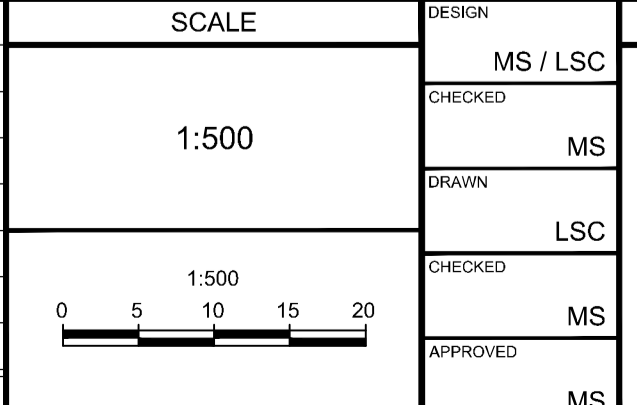 SCALE
1:500
1:500
0 5 10 15 20
DESIGN
MS / LSC
CHECKED
MS
DRAWN
LSC
CHECKED
MS
APPROVED
MS